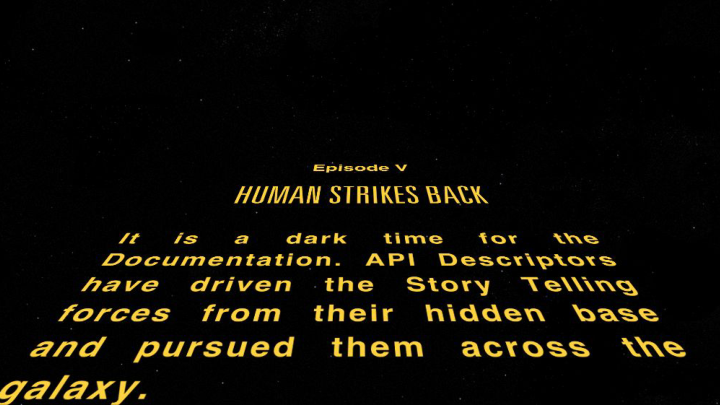 Episode V
HUMAN STRIKES BACK
It is a dark time for the
Documentation. API Descriptors
have driven the Story Telling
forces from their hidden base
and pursued them across the
galaxy.